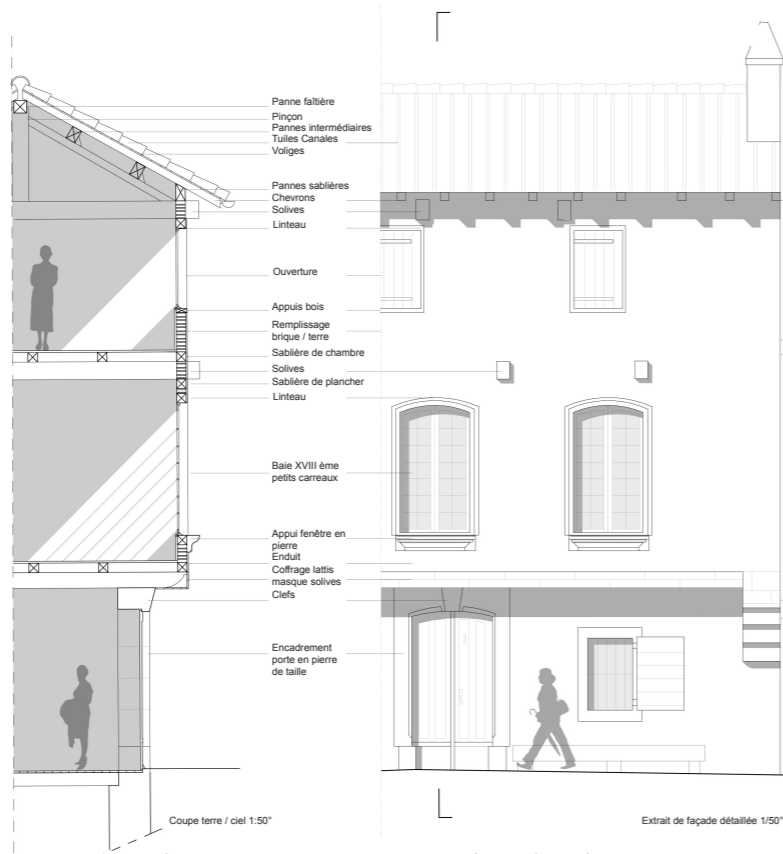 Panne faîtière
Pinçon
Pannes intermédiaires
Tuiles Canales
Voliges
Pannes sablières
Chevrons
Solives
Linteau
Ouverture
Appuis bois
Remplissage
brique / terre
Sablière de chambre
Solives
Sablière de plancher
Linteau
Baie XVIII ème
petits carreaux
Appui fenêtre en
pierre
Enduit
Coffrage lattis
masque solives
Clefs
Encadrement
porte en pierre
de taille
Coupe terre / ciel 1:50°
Extrait de façade détaillée 1/50°